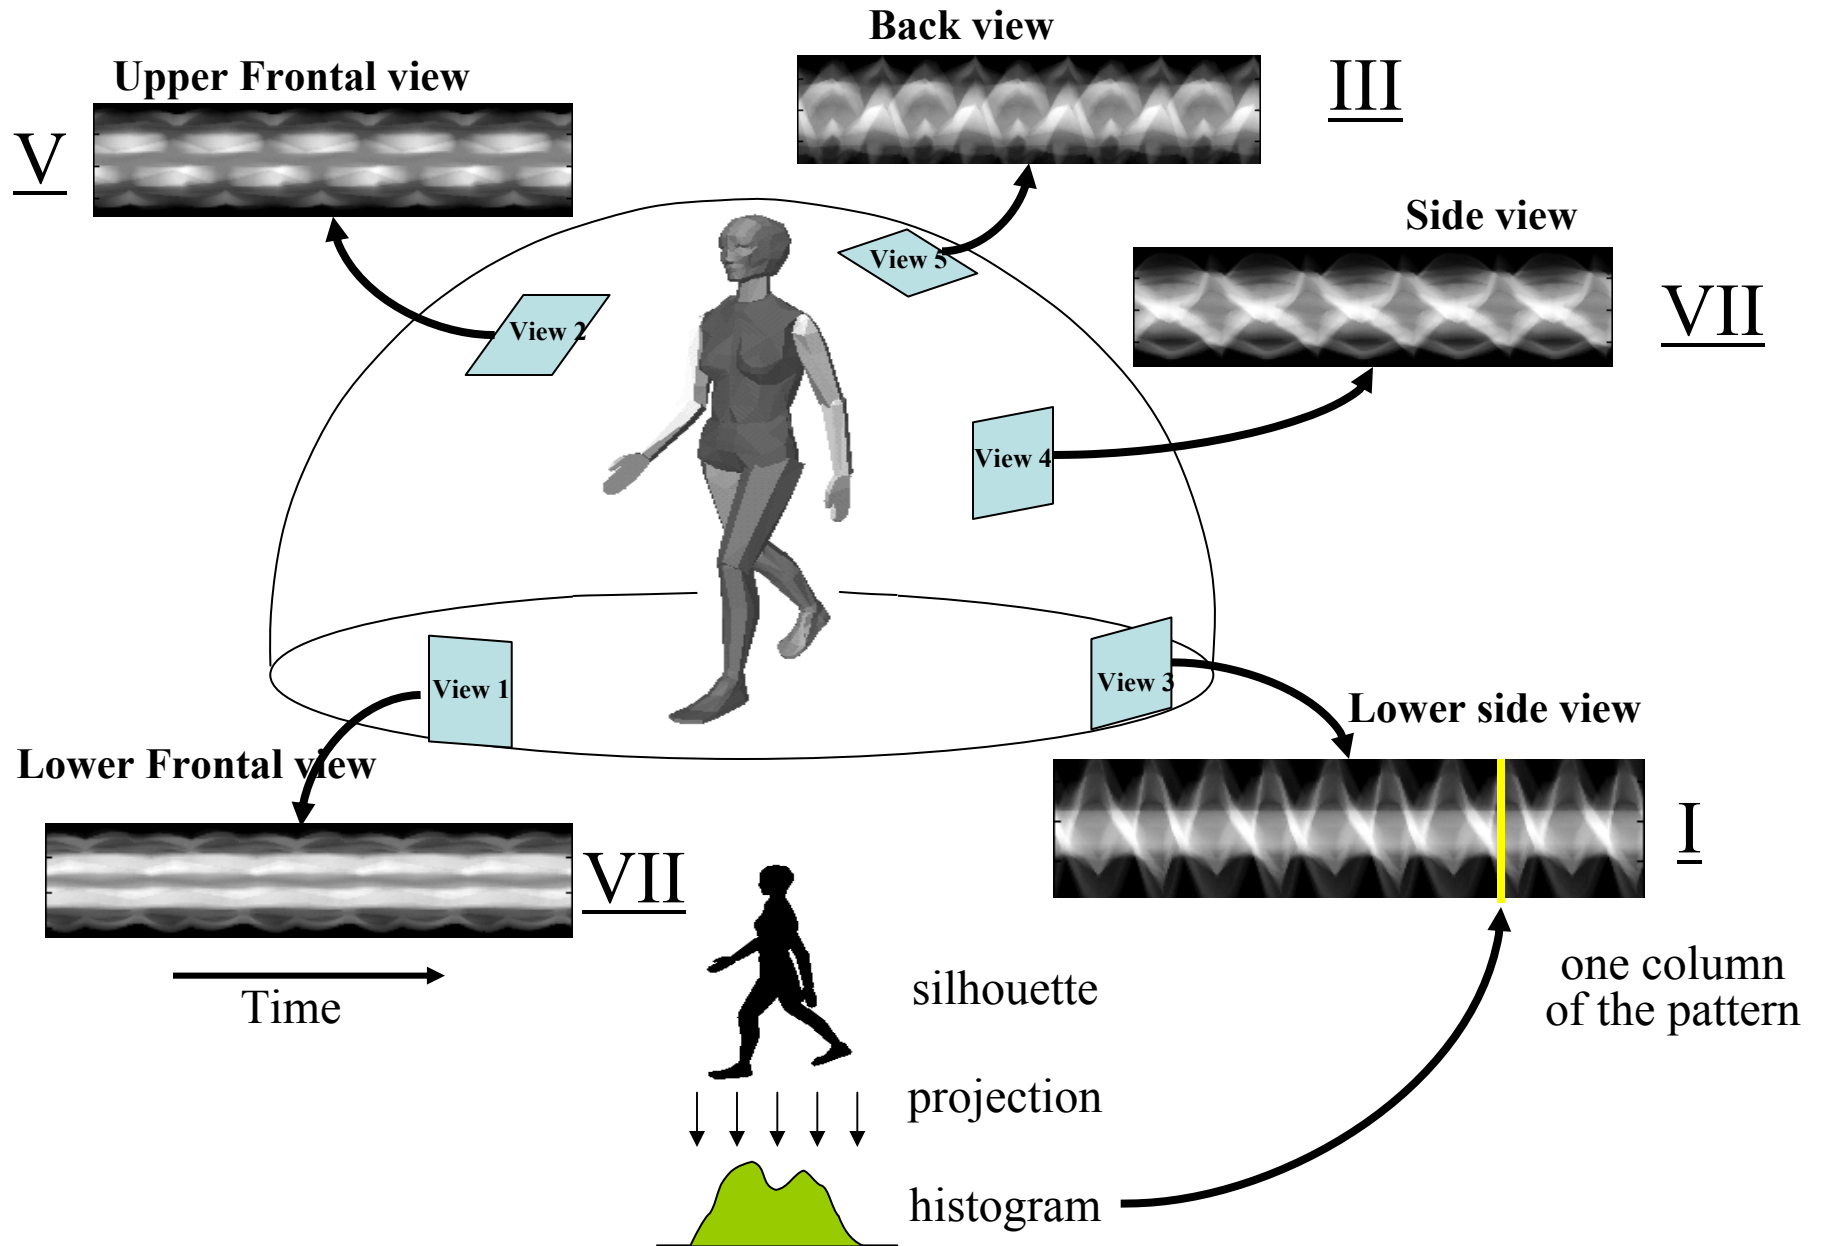 Back view
III
Upper Frontal view
V
Side view
VII
View 5
View 2
View 4
View 1
View 3
Lower side view
Lower Frontal view
I
VII
Time
silhouette
one column
of the pattern
projection
histogram